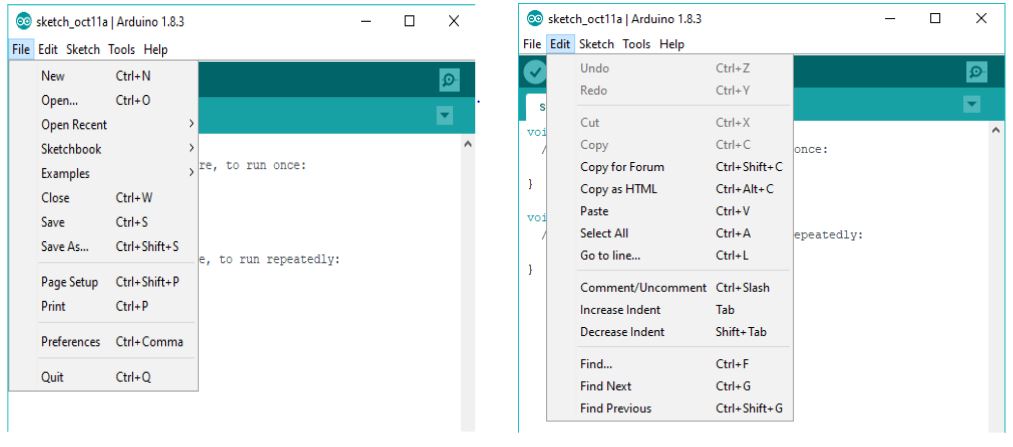 sketch_oct11a | Arduino 1.8.3
File Edit Sketch Tools Help
New Ctrl+N
Open... Ctrl+O
Open Recent
Sketchbook
Examples
Close Ctrl+W
Save Ctrl+S
Save As... Ctrl+Shift+S
Page Setup Ctrl+Shift+P
Print Ctrl+P
Preferences Ctrl+Comma
Quit Ctrl+Q
re, to run once:
e, to run repeatedly:
sketch_oct11a | Arduino 1.8.3
File Edit Sketch Tools Help
Undo Ctrl+Z
Redo Ctrl+Y
Cut Ctrl+X
Copy Ctrl+C
Copy for Forum Ctrl+Shift+C
Copy as HTML Ctrl+Alt+C
Paste Ctrl+V
Select All Ctrl+A
Go to line... Ctrl+L
Comment/Uncomment Ctrl+Slash
Increase Indent Tab
Decrease Indent Shift+Tab
Find... Ctrl+F
Find Next Ctrl+G
Find Previous Ctrl+Shift+G
s
voi
/ once:
}
voi
/ epeatedly:
}